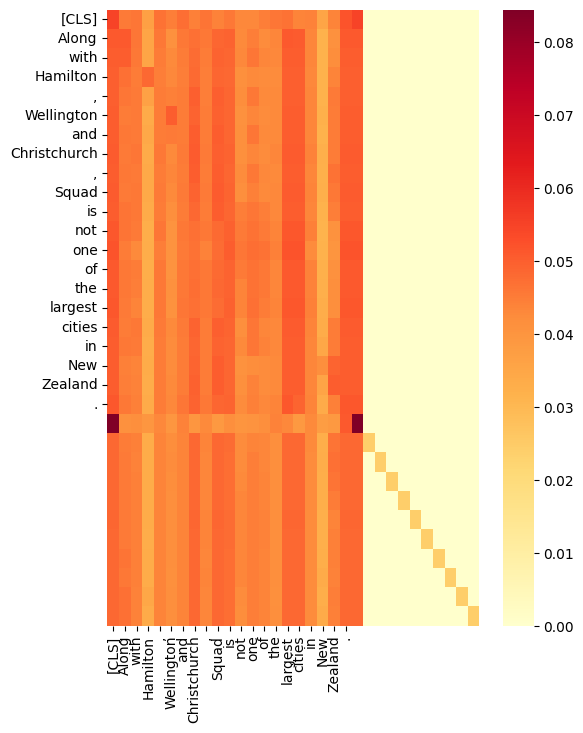 [CLS]
Along
with
Hamilton
,
Wellington
and
Christchurch
,
Squad
is
not
one
of
the
largest
cities
in
New
Zealand
.
[CLS]
Along
with
Hamilton
,
Wellington
and
Christchurch
,
Squad
is
not
one
of
the
largest
cities
in
New
Zealand
.
0.08
0.07
0.06
0.05
0.04
0.03
0.02
0.01
0.00